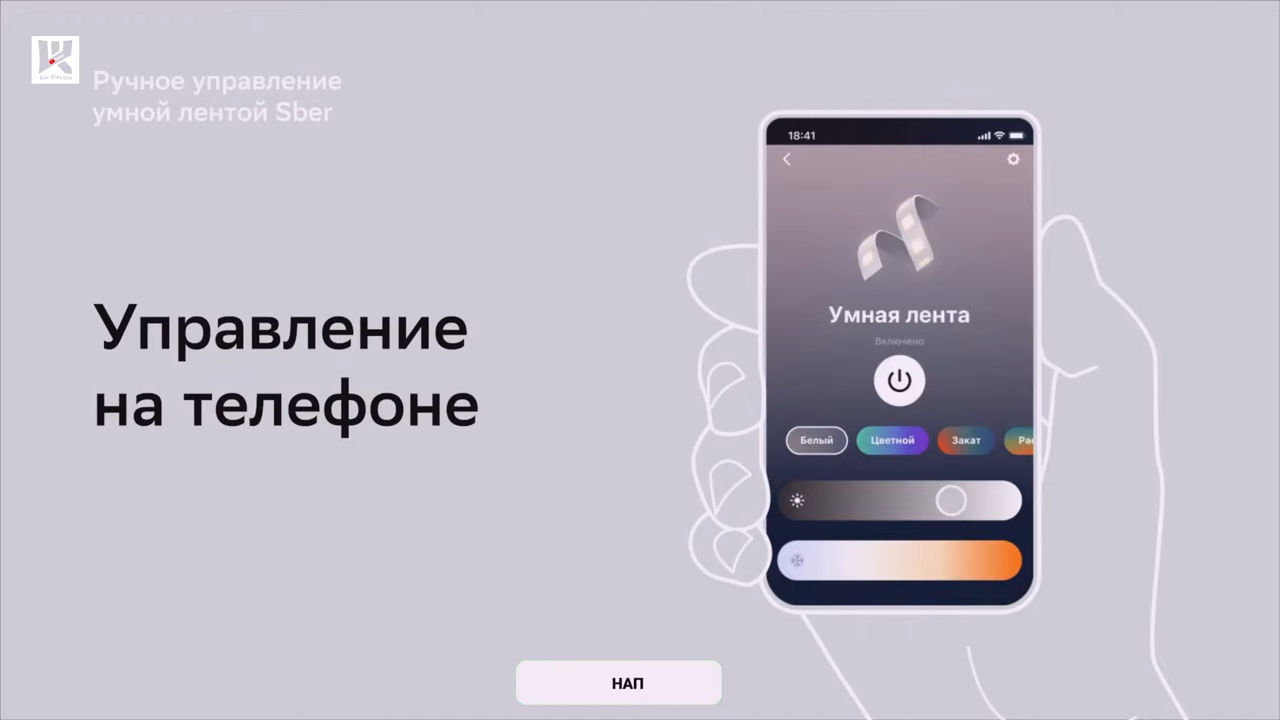 Ручное управление
умной лентой Sber
Управление
на телефоне
18:41
Умная лента
Включено
Белый
Цветной
Закат
НАП